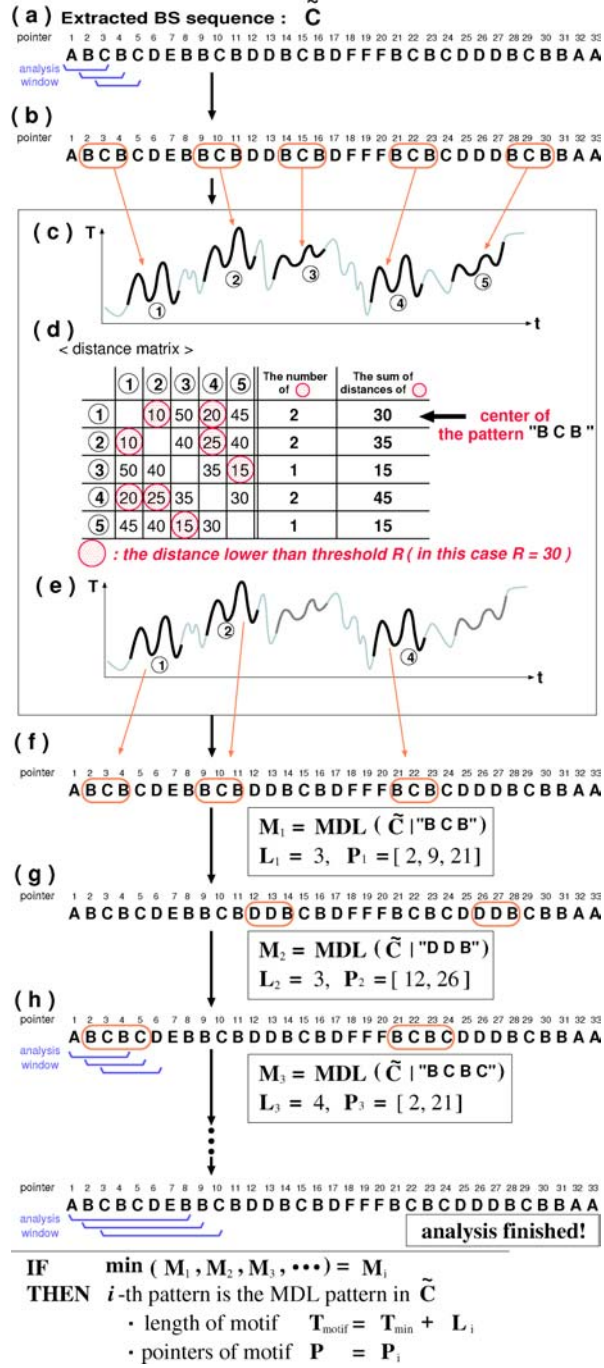 (a) Extracted BS sequence : C̃
pointer 1 2 3 4 5 6 7 8 9 10 11 12 13 14 15 16 17 18 19 20 21 22 23 24 25 26 27 28 29 30 31 32 33
A B C B C D E B B C B D D B C B D F F F B C B C D D D B C B B A A
analysis
window
(b)
pointer 1 2 3 4 5 6 7 8 9 10 11 12 13 14 15 16 17 18 19 20 21 22 23 24 25 26 27 28 29 30 31 32 33
A B C B C D E B B C B D D B C B D F F F B C B C D D D B C B B A A
(c) T
① ② ③ ④ ⑤
t
(d)
< distance matrix >
① ② ③ ④ ⑤ The number of ○ The sum of distances of ○
① 10 50 20 45 2 30
② 10 40 25 40 2 35
③ 50 40 35 15 1 15
④ 20 25 35 30 2 45
⑤ 45 40 15 30 1 15
center of
the pattern "B C B"
○ : the distance lower than threshold R ( in this case R = 30 )
(e) T
① ② ④
t
(f)
pointer 1 2 3 4 5 6 7 8 9 10 11 12 13 14 15 16 17 18 19 20 21 22 23 24 25 26 27 28 29 30 31 32 33
A B C B C D E B B C B D D B C B D F F F B C B C D D D B C B B A A
M₁ = MDL ( C̃ | "B C B" )
L₁ = 3, P₁ = [ 2, 9, 21 ]
(g)
pointer 1 2 3 4 5 6 7 8 9 10 11 12 13 14 15 16 17 18 19 20 21 22 23 24 25 26 27 28 29 30 31 32 33
A B C B C D E B B C B D D B C B D F F F B C B C D D D B C B B A A
M₂ = MDL ( C̃ | "D D B" )
L₂ = 3, P₂ = [ 12, 26 ]
(h)
pointer 1 2 3 4 5 6 7 8 9 10 11 12 13 14 15 16 17 18 19 20 21 22 23 24 25 26 27 28 29 30 31 32 33
A B C B C D E B B C B D D B C B D F F F B C B C D D D B C B B A A
analysis
window
M₃ = MDL ( C̃ | "B C B C" )
L₃ = 4, P₃ = [ 2, 21 ]
pointer 1 2 3 4 5 6 7 8 9 10 11 12 13 14 15 16 17 18 19 20 21 22 23 24 25 26 27 28 29 30 31 32 33
A B C B C D E B B C B D D B C B D F F F B C B C D D D B C B B A A
analysis
window
analysis finished!
IF min ( M₁ , M₂ , M₃ , ••• ) = Mᵢ
THEN i -th pattern is the MDL pattern in C̃
· length of motif T_motif = T_min + Lᵢ
· pointers of motif P = Pᵢ